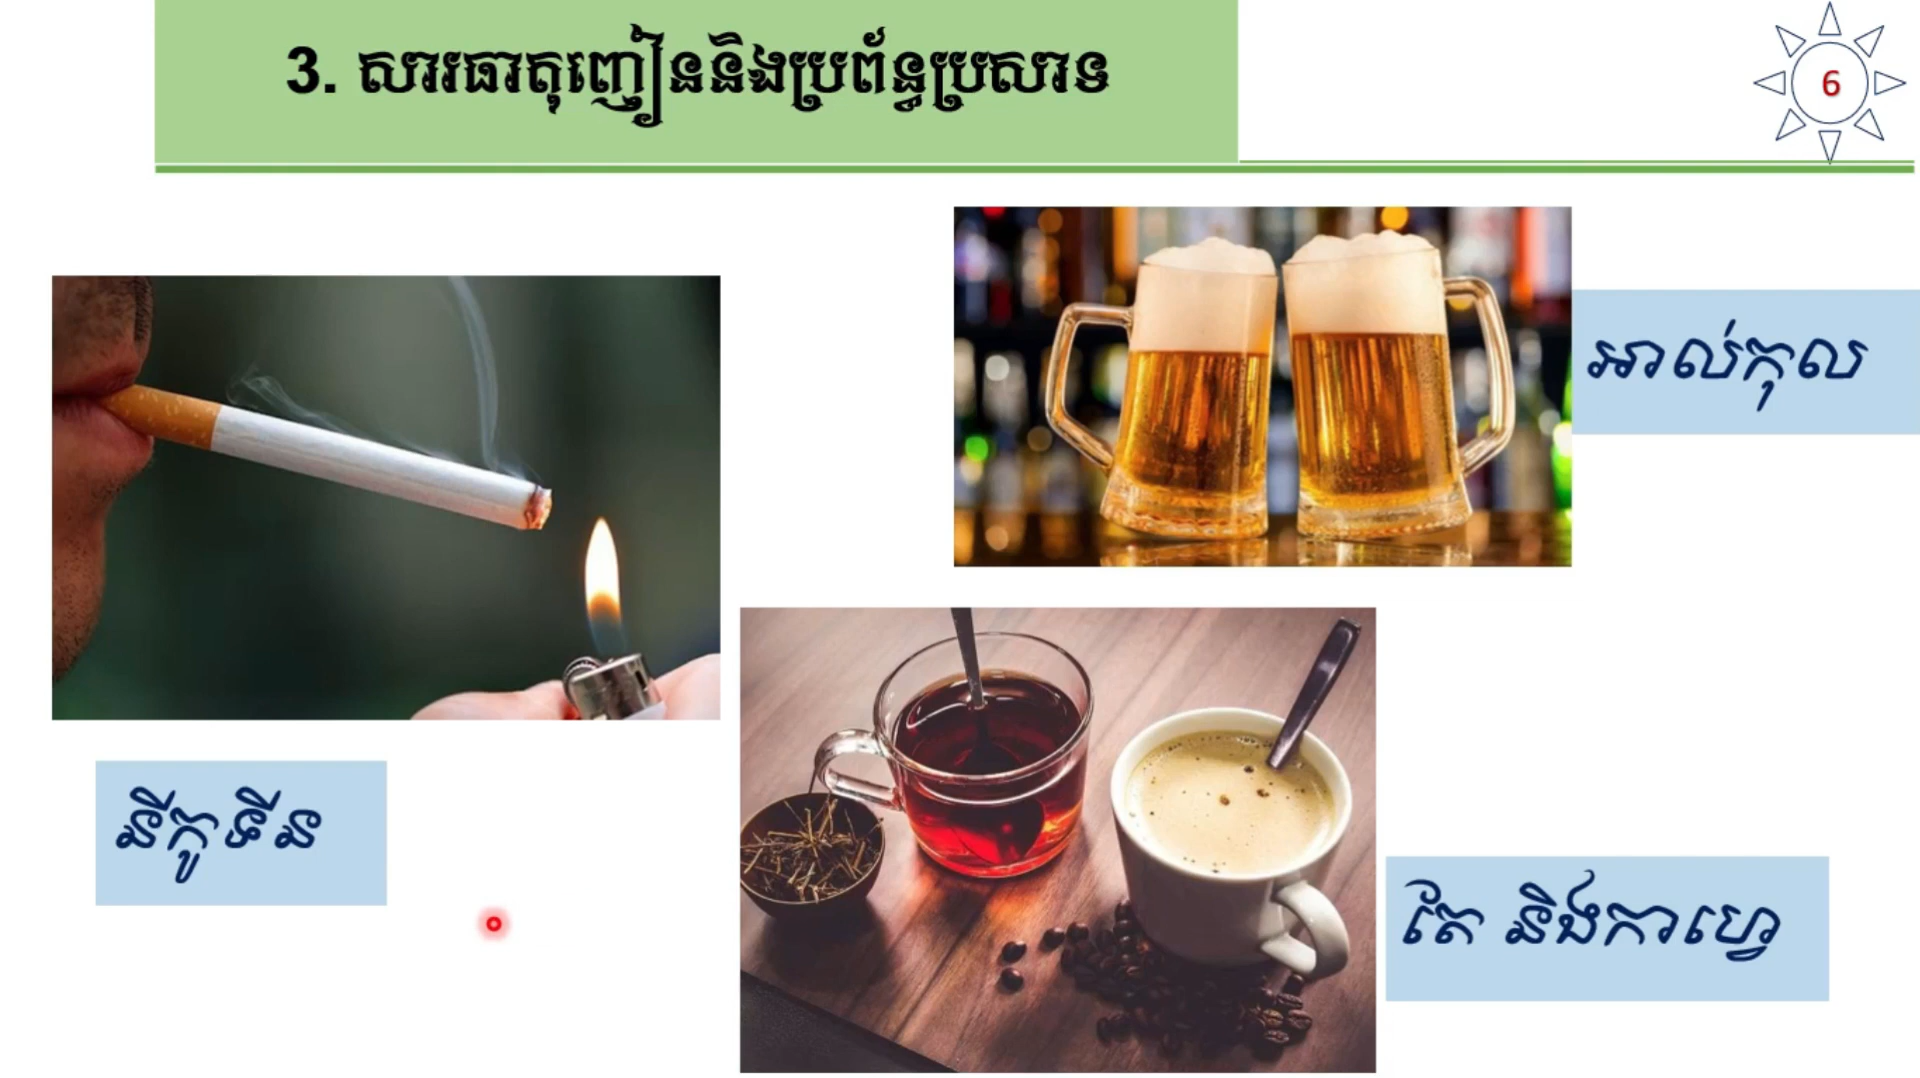 3. សារធាតុញៀននិងប្រព័ន្ធប្រសាទ
6
អាល់កុល
នីកូទីន
តែ និងកាហ្វេ